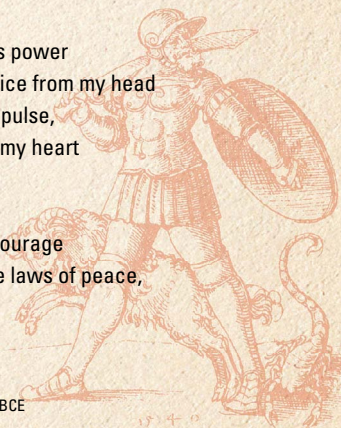 s power
ice from my head
pulse,
my heart
ourage
e laws of peace,
BCE